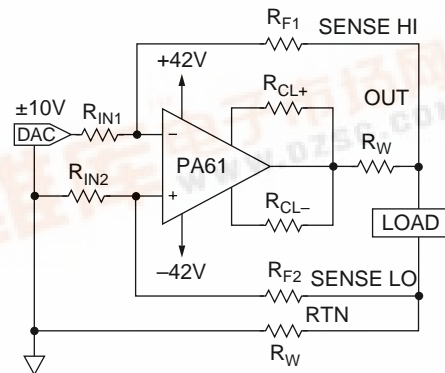 R_F1 SENSE HI
+42V
R_CL+
±10V
OUT
DAC
R_IN1
−
PA61
R_W
R_IN2
+
R_CL−
LOAD
−42V
R_F2 SENSE LO
RTN
R_W